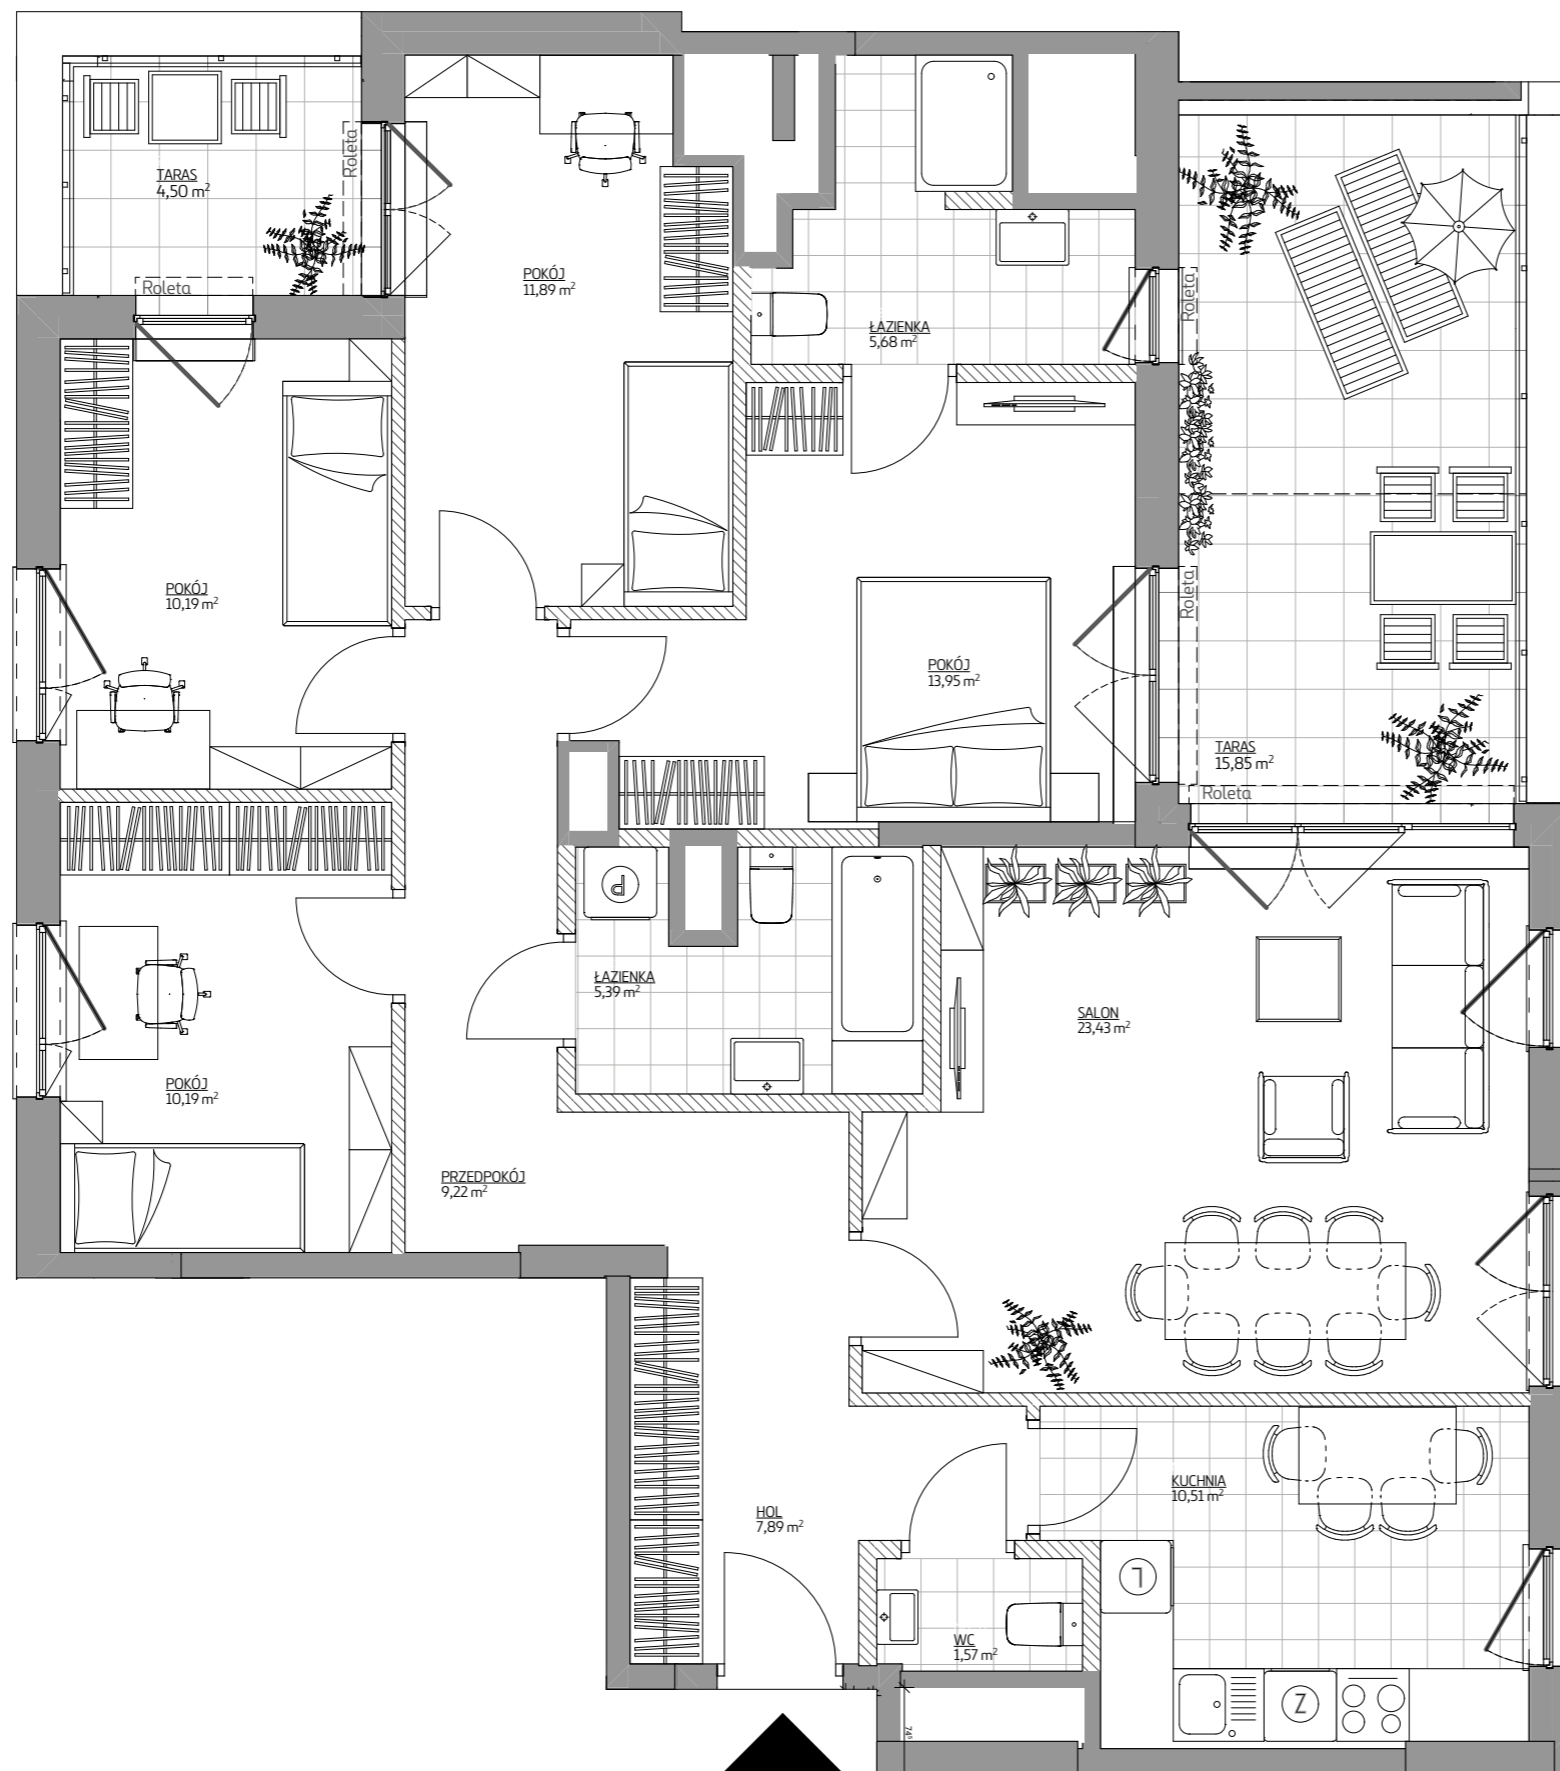 TARAS
4,50 m²
Roleta
Roleta
POKÓJ
11,89 m²
ŁAZIENKA
5,68 m²
Roleta
POKÓJ
10,19 m²
Roleta
POKÓJ
13,95 m²
TARAS
15,85 m²
Roleta
P
ŁAZIENKA
5,39 m²
SALON
23,43 m²
POKÓJ
10,19 m²
PRZEDPOKÓJ
9,22 m²
KUCHNIA
10,51 m²
HOL
7,89 m²
L
WC
1,57 m²
Z